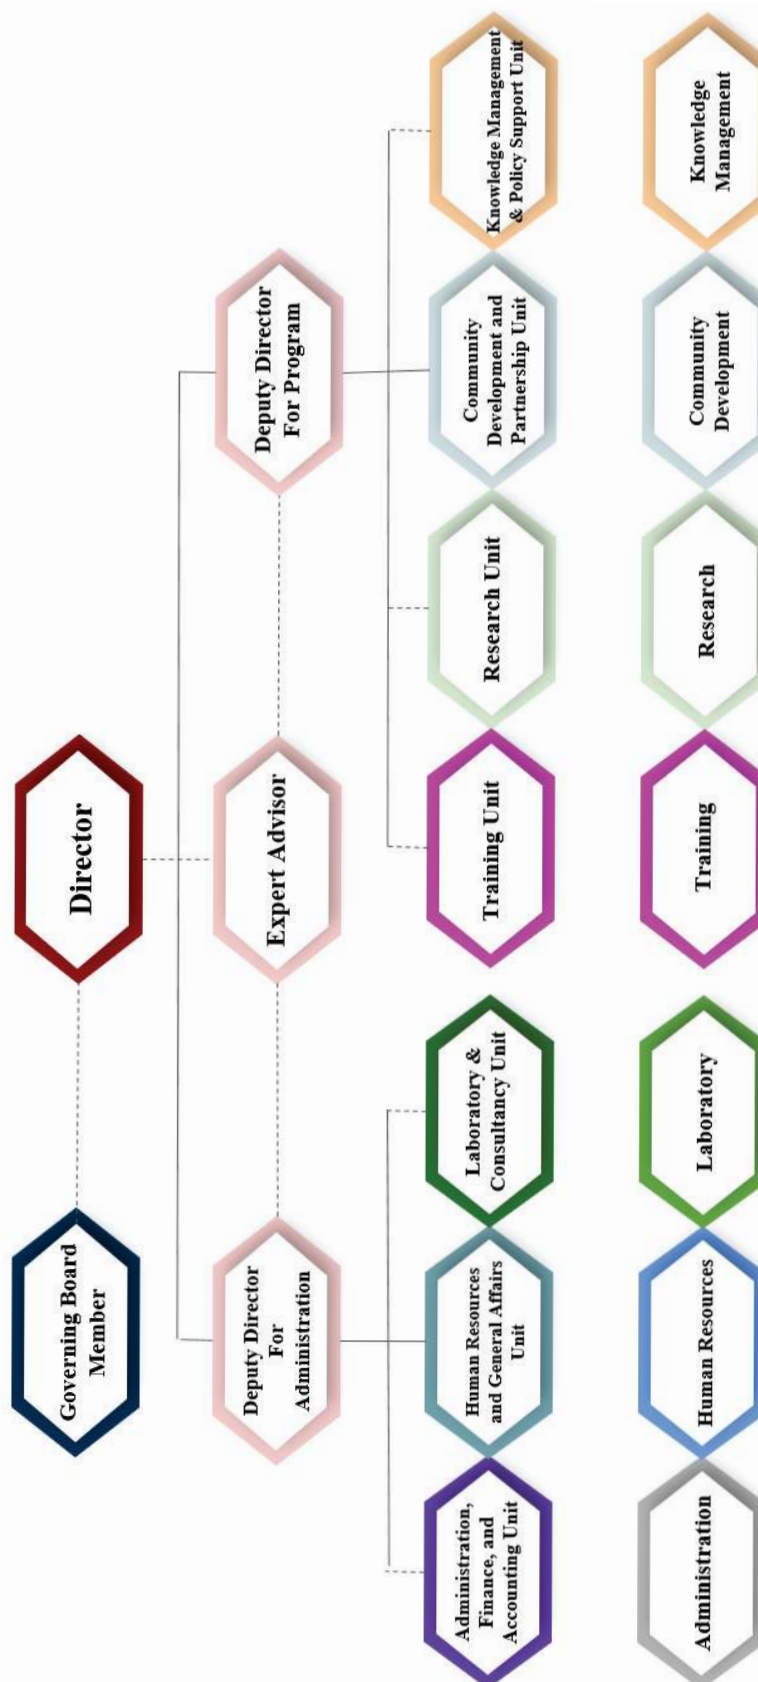 Governing Board
Member
Director
Deputy Director
For
Administration
Expert Advisor
Deputy Director
For Program
Administration,
Finance, and
Accounting Unit
Human Resources
and General Affairs
Unit
Laboratory &
Consultancy Unit
Training Unit
Research Unit
Community
Development and
Partnership Unit
Knowledge Management
& Policy Support Unit
Administration
Human Resources
Laboratory
Training
Research
Community
Development
Knowledge
Management